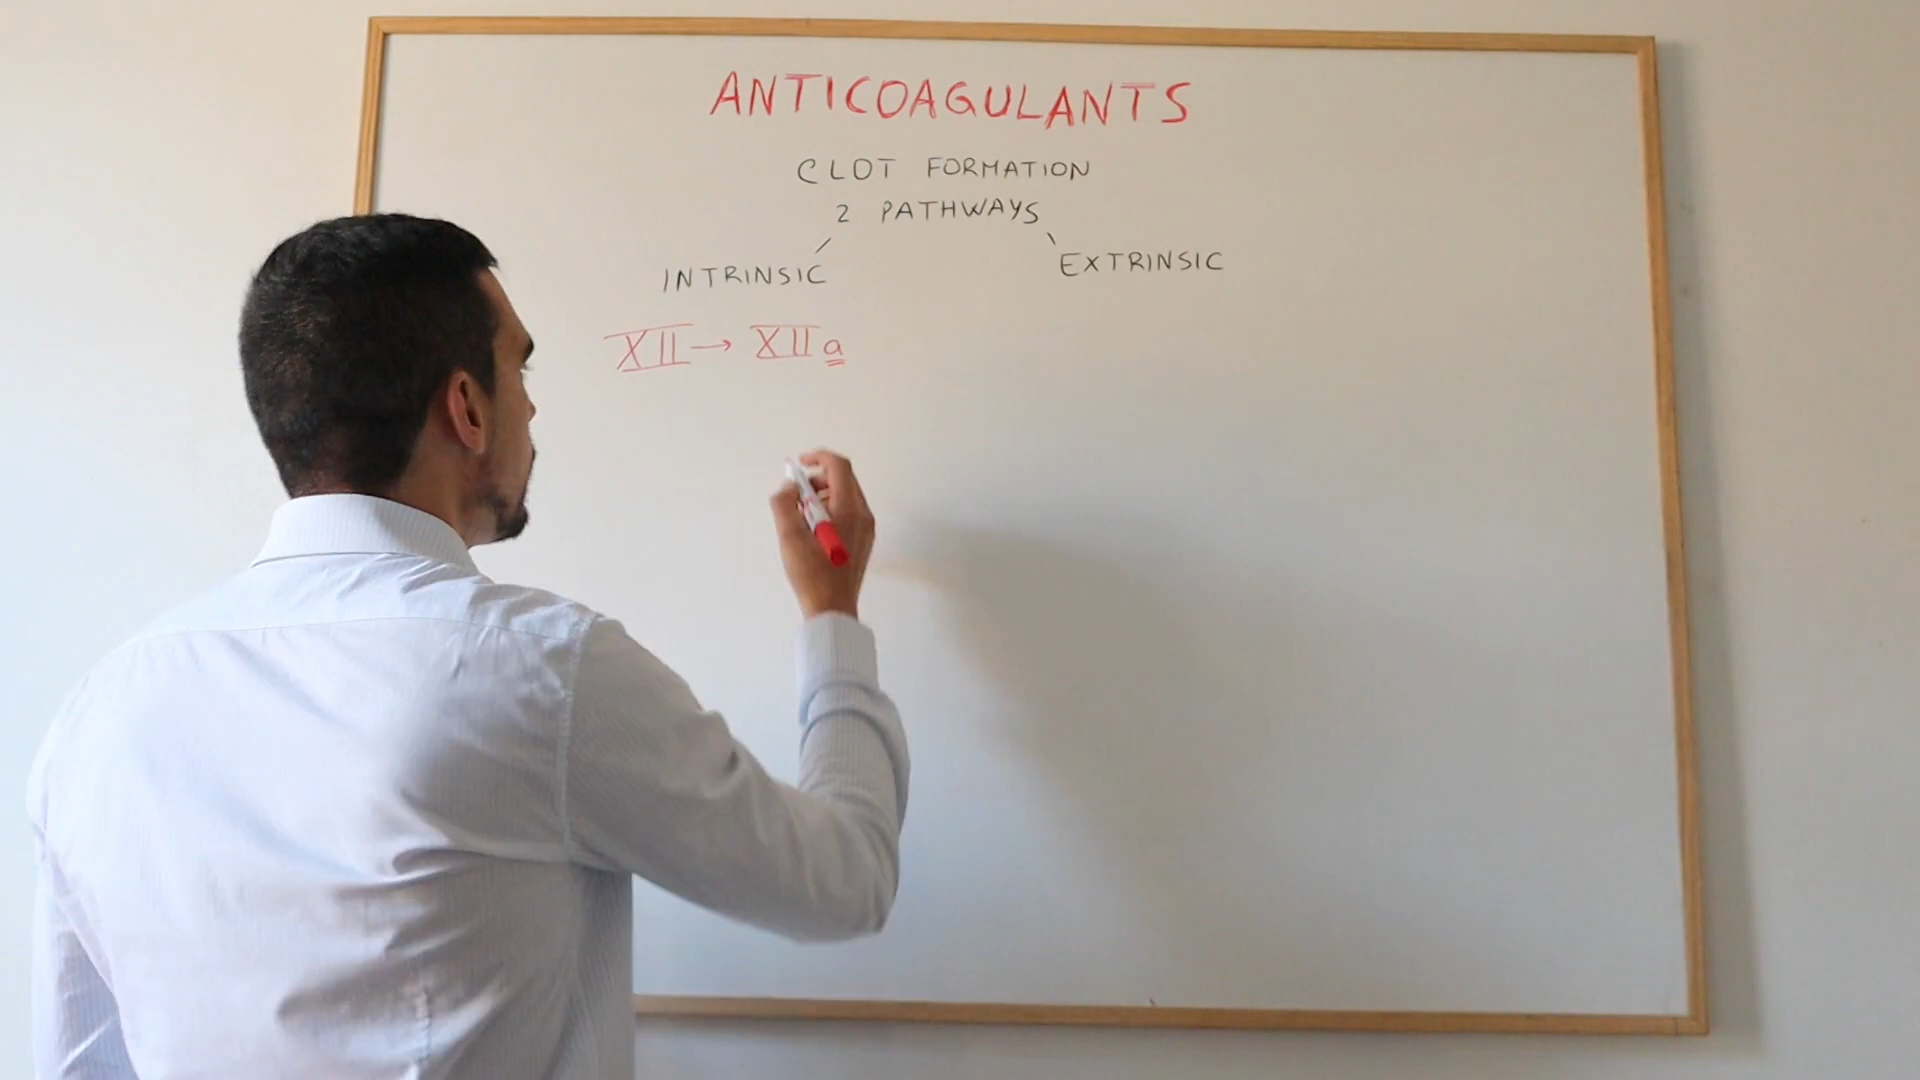 ANTICOAGULANTS
CLOT FORMATION
2 PATHWAYS
INTRINSIC
EXTRINSIC
XII → XIIa